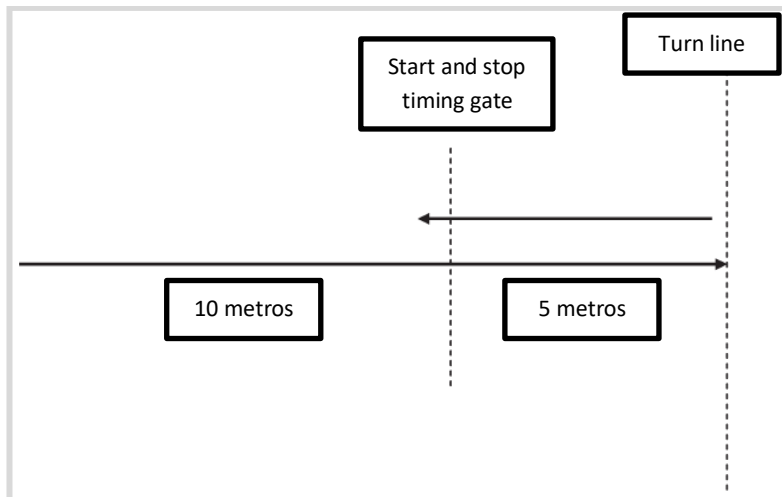 Turn line
Start and stop
timing gate
10 metros
5 metros